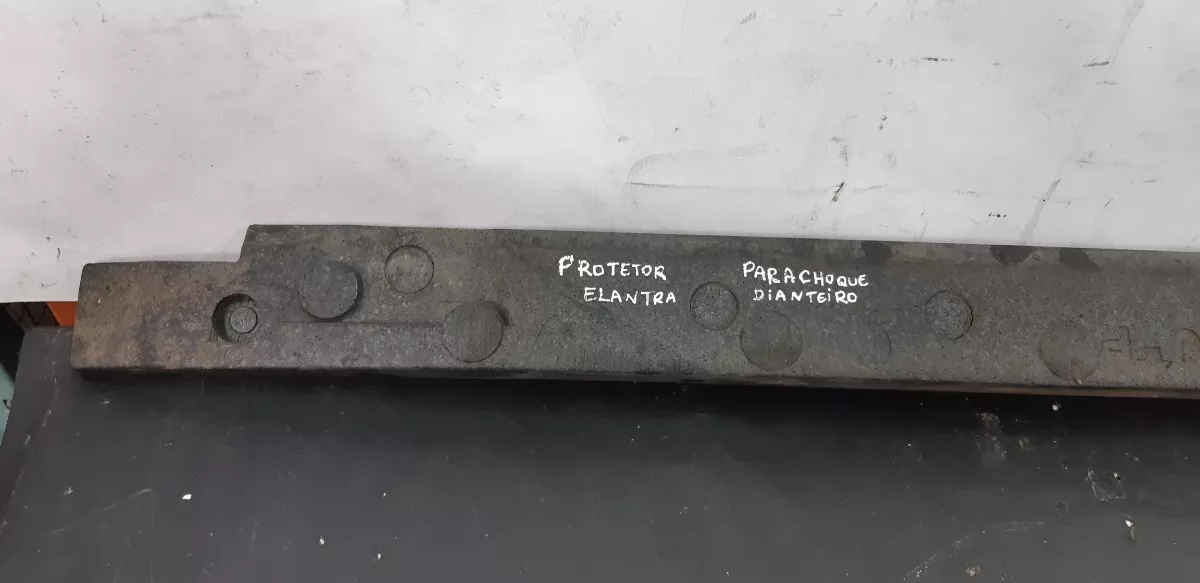 PROTETOR
ELANTRA
PARACHOQUE
DIANTEIRO